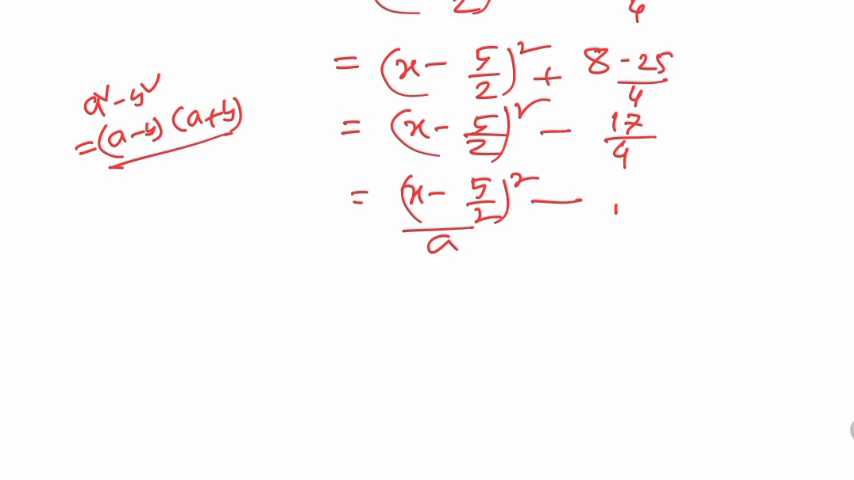 a² - b²
= (a-b) (a+b)
= (x - 5/2)² + 8-25/4
= (x - 5/2)² - 17/4
= (x - 5/2)² -
a